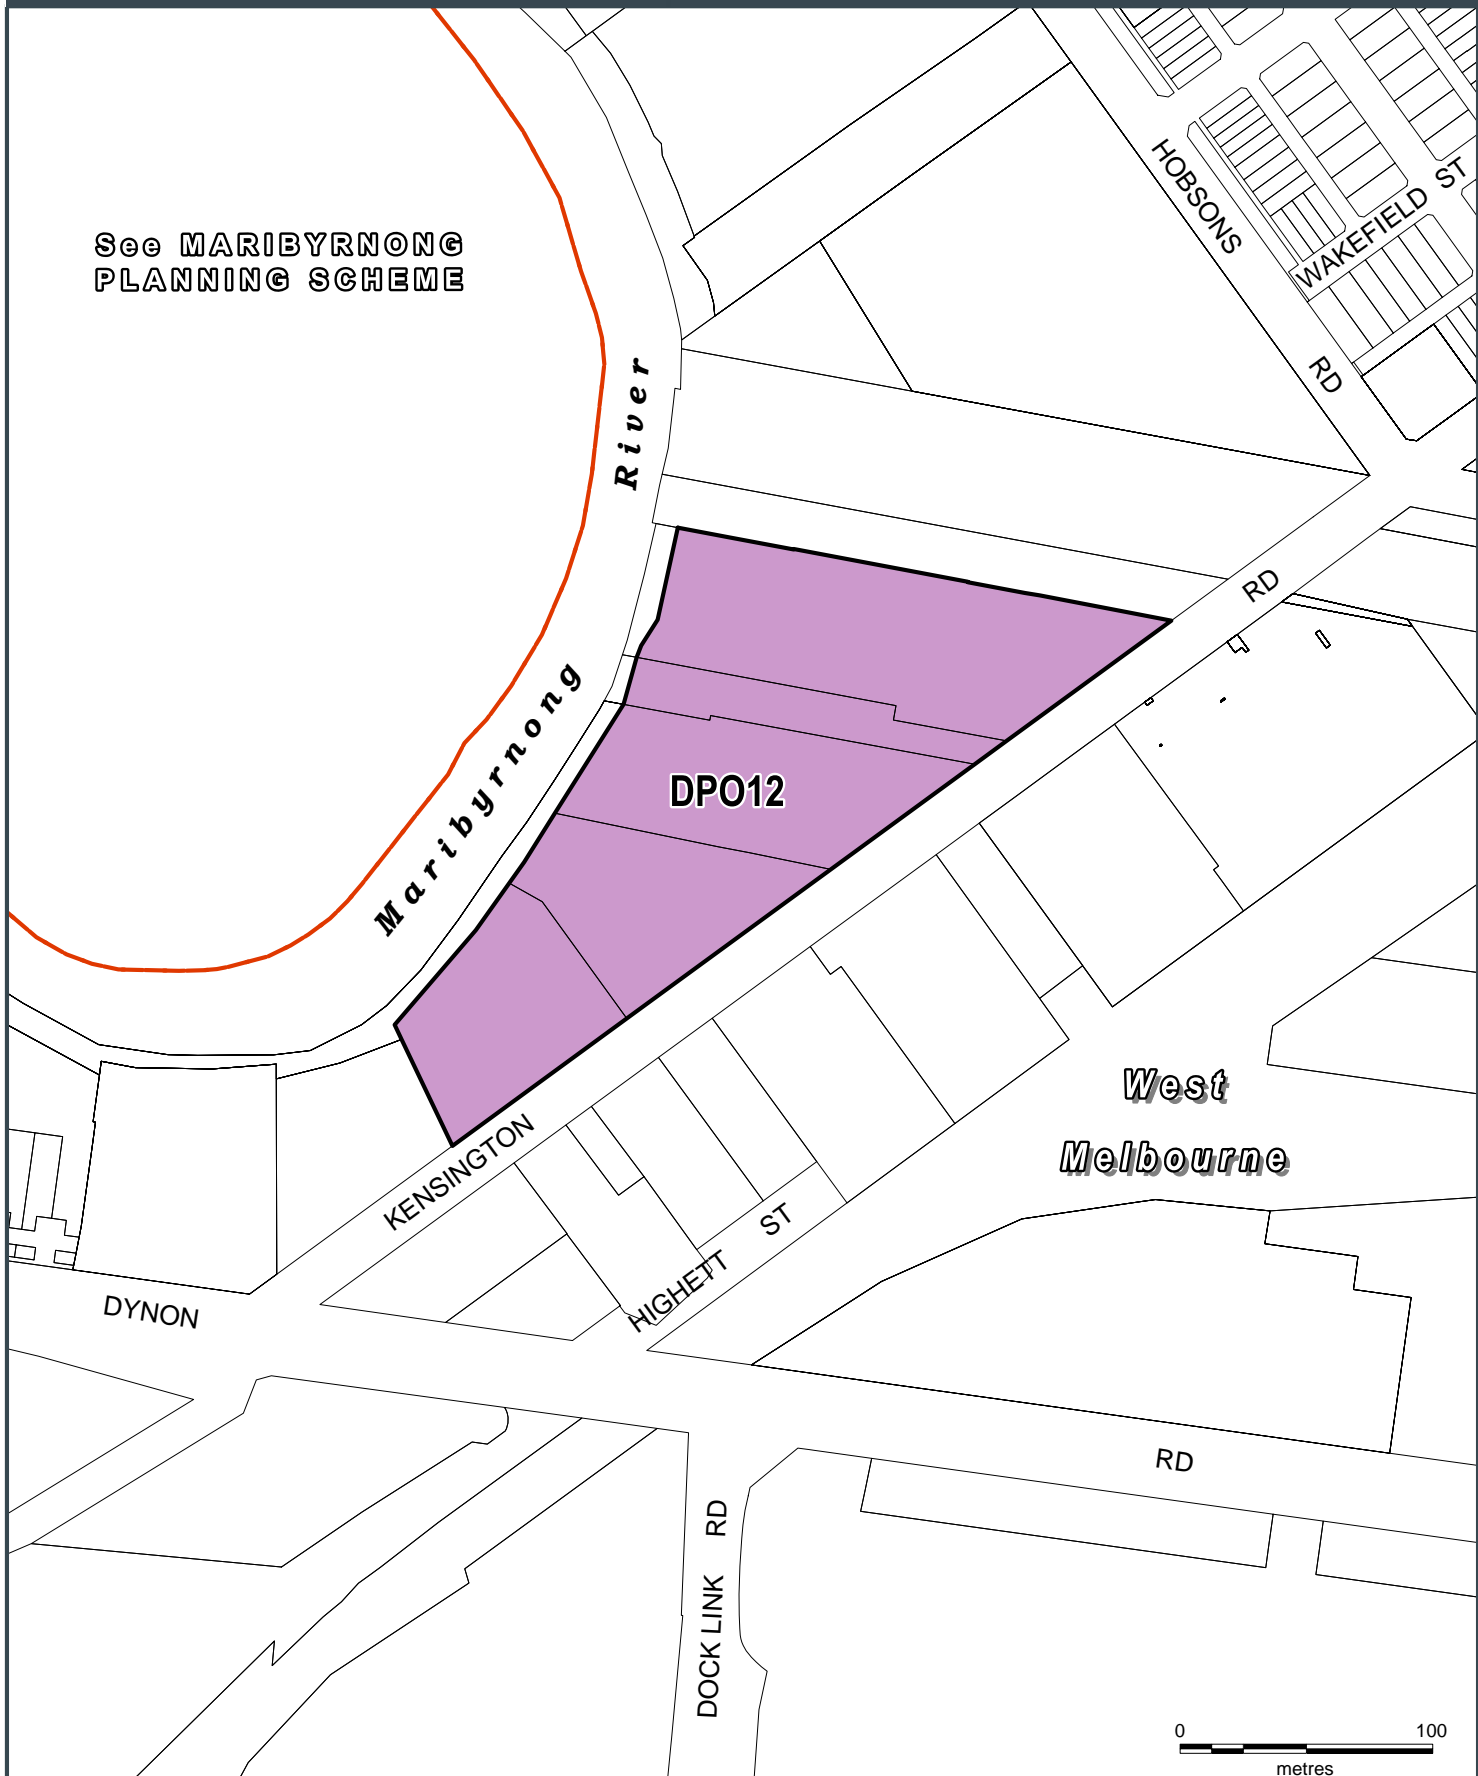 HOBSONS
WAKEFIELD ST
See MARIBYRNONG
PLANNING SCHEME
RD
River
RD
Maribyrnong
DPO12
West
Melbourne
KENSINGTON
HIGHETT ST
DYNON
RD
DOCK LINK RD
0 100
metres